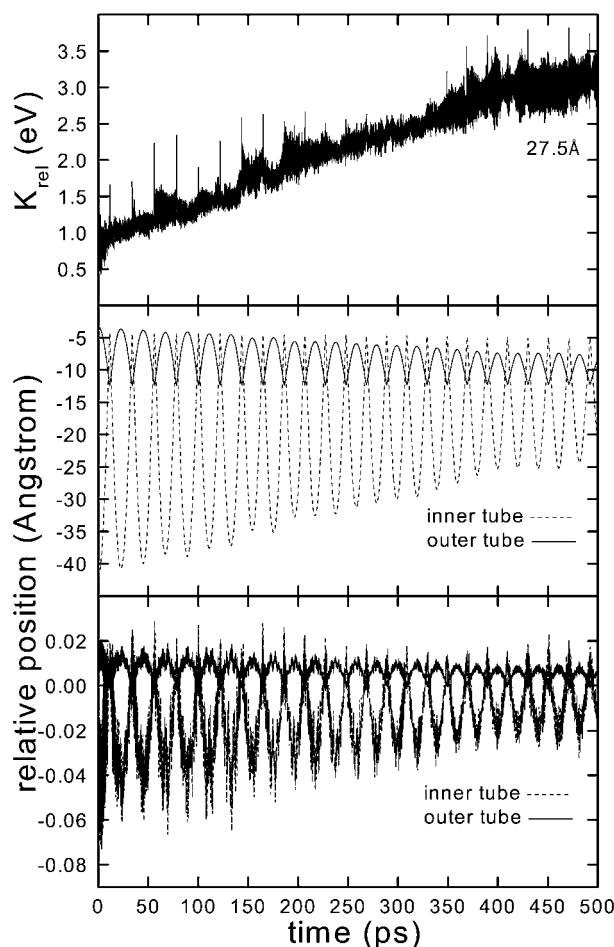 K_rel (eV)
3.5
3.0
2.5
2.0
1.5
1.0
0.5
27.5Å
relative position (Angstrom)
-5
-10
-15
-20
-25
-30
-35
-40
inner tube
outer tube
0.02
0.00
-0.02
-0.04
-0.06
-0.08
inner tube
outer tube
0 50 100 150 200 250 300 350 400 450 500
time (ps)